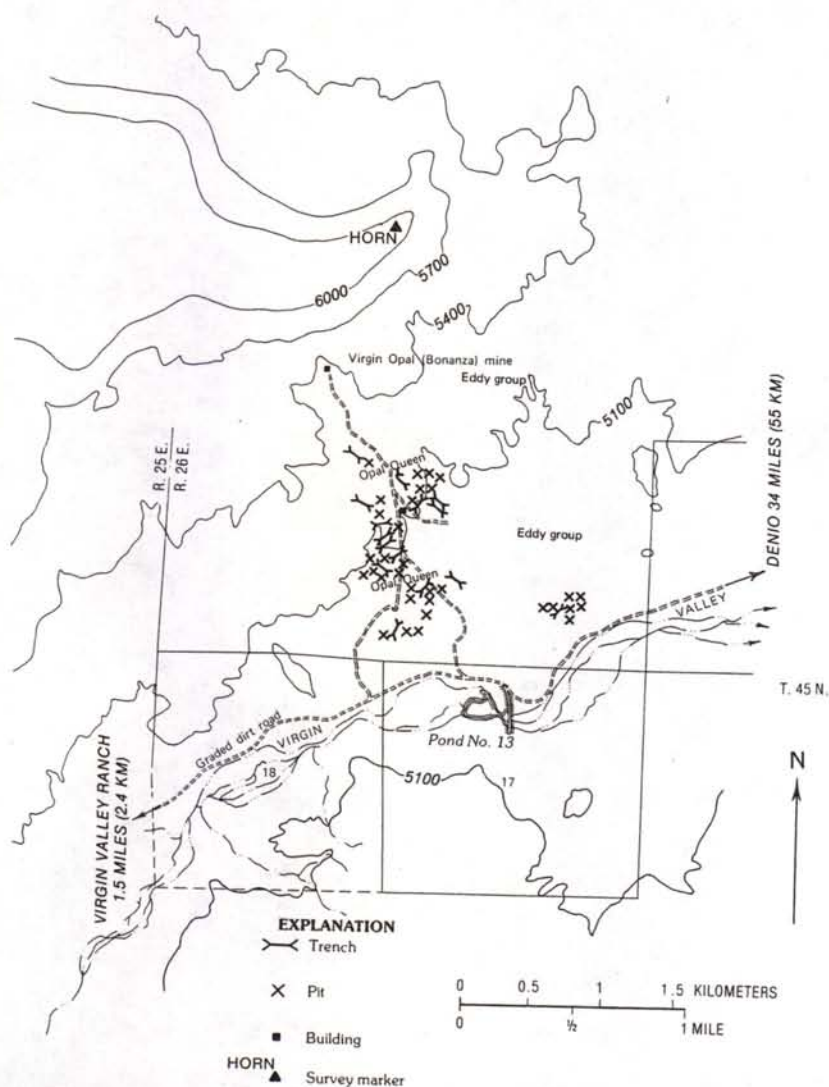 HORN
5700
6000
5400
Virgin Opal (Bonanza) mine
Eddy group
5100
R. 25 E.
R. 26 E.
Opal Queen
Eddy group
DENIO 34 MILES (55 KM)
Opal Queen
VALLEY
T. 45 N.
Graded dirt road
VIRGIN
Pond No. 13
18
5100
17
N
VIRGIN VALLEY RANCH
1.5 MILES (2.4 KM)
EXPLANATION
Trench
Pit
Building
HORN
Survey marker
0 0.5 1 1.5 KILOMETERS
0 ½ 1 MILE